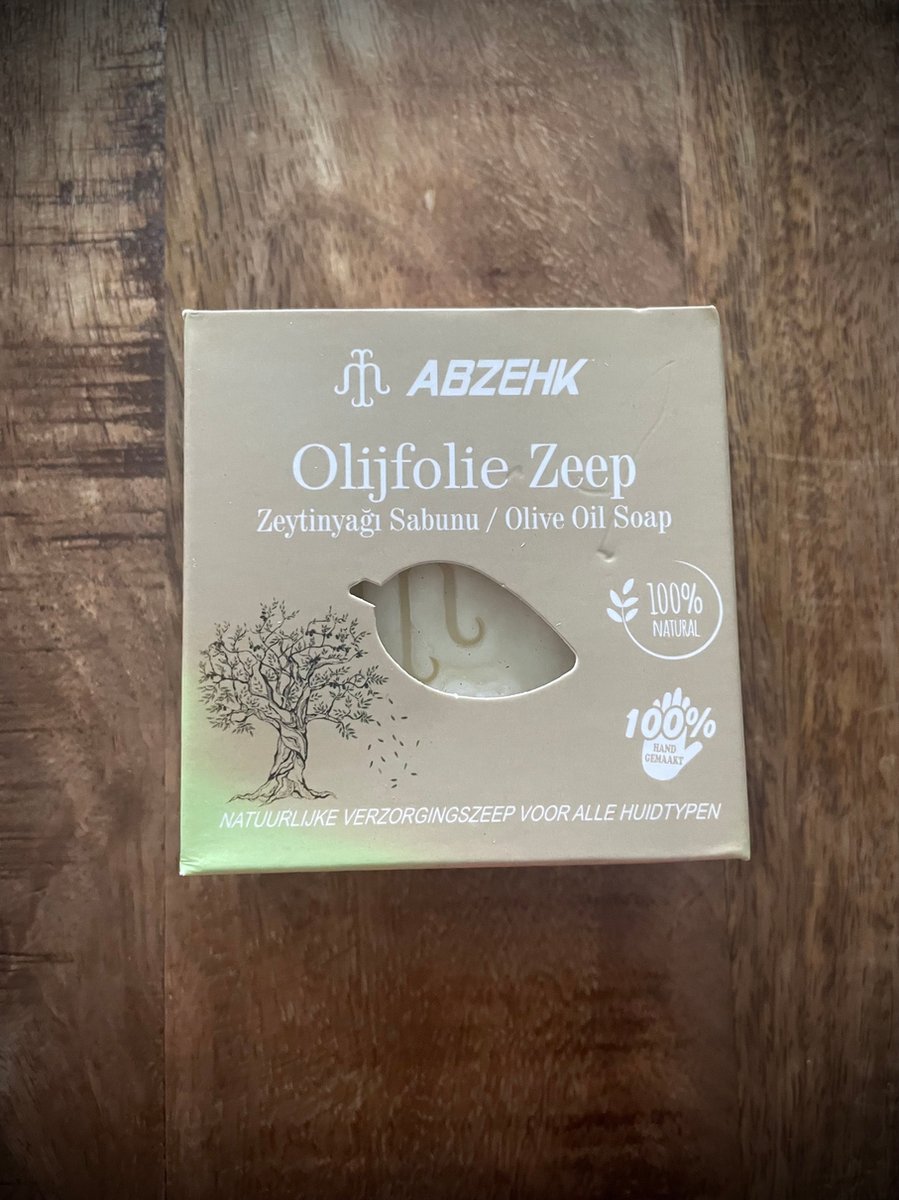 ABZEHK
Olijfolie Zeep
Zeytinyağı Sabunu / Olive Oil Soap
100%
NATURAL
100%
HAND
GEMAAKT
NATUURLIJKE VERZORGINGSZEEP VOOR ALLE HUIDTYPEN